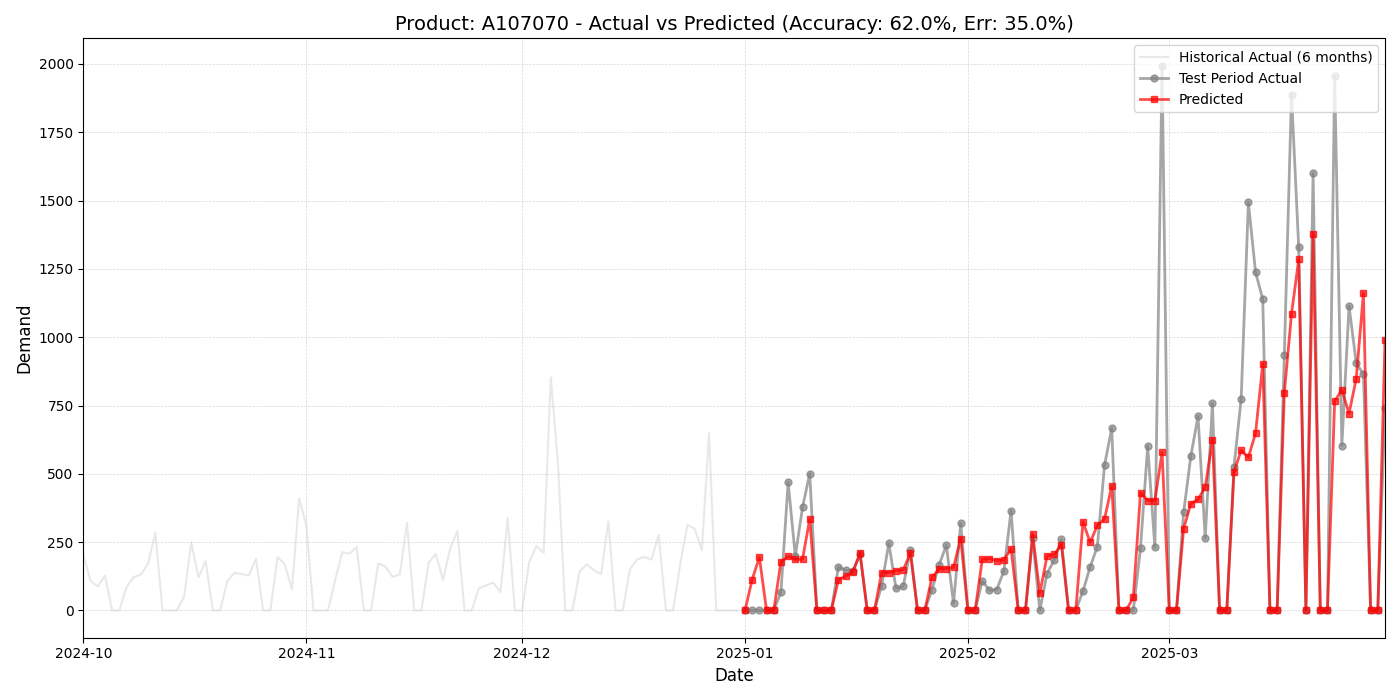 Product: A107070 - Actual vs Predicted (Accuracy: 62.0%, Err: 35.0%)
Historical Actual (6 months)
Test Period Actual
Predicted
2000
1750
1500
1250
1000
750
500
250
0
Demand
2024-10
2024-11
2024-12
2025-01
2025-02
2025-03
Date